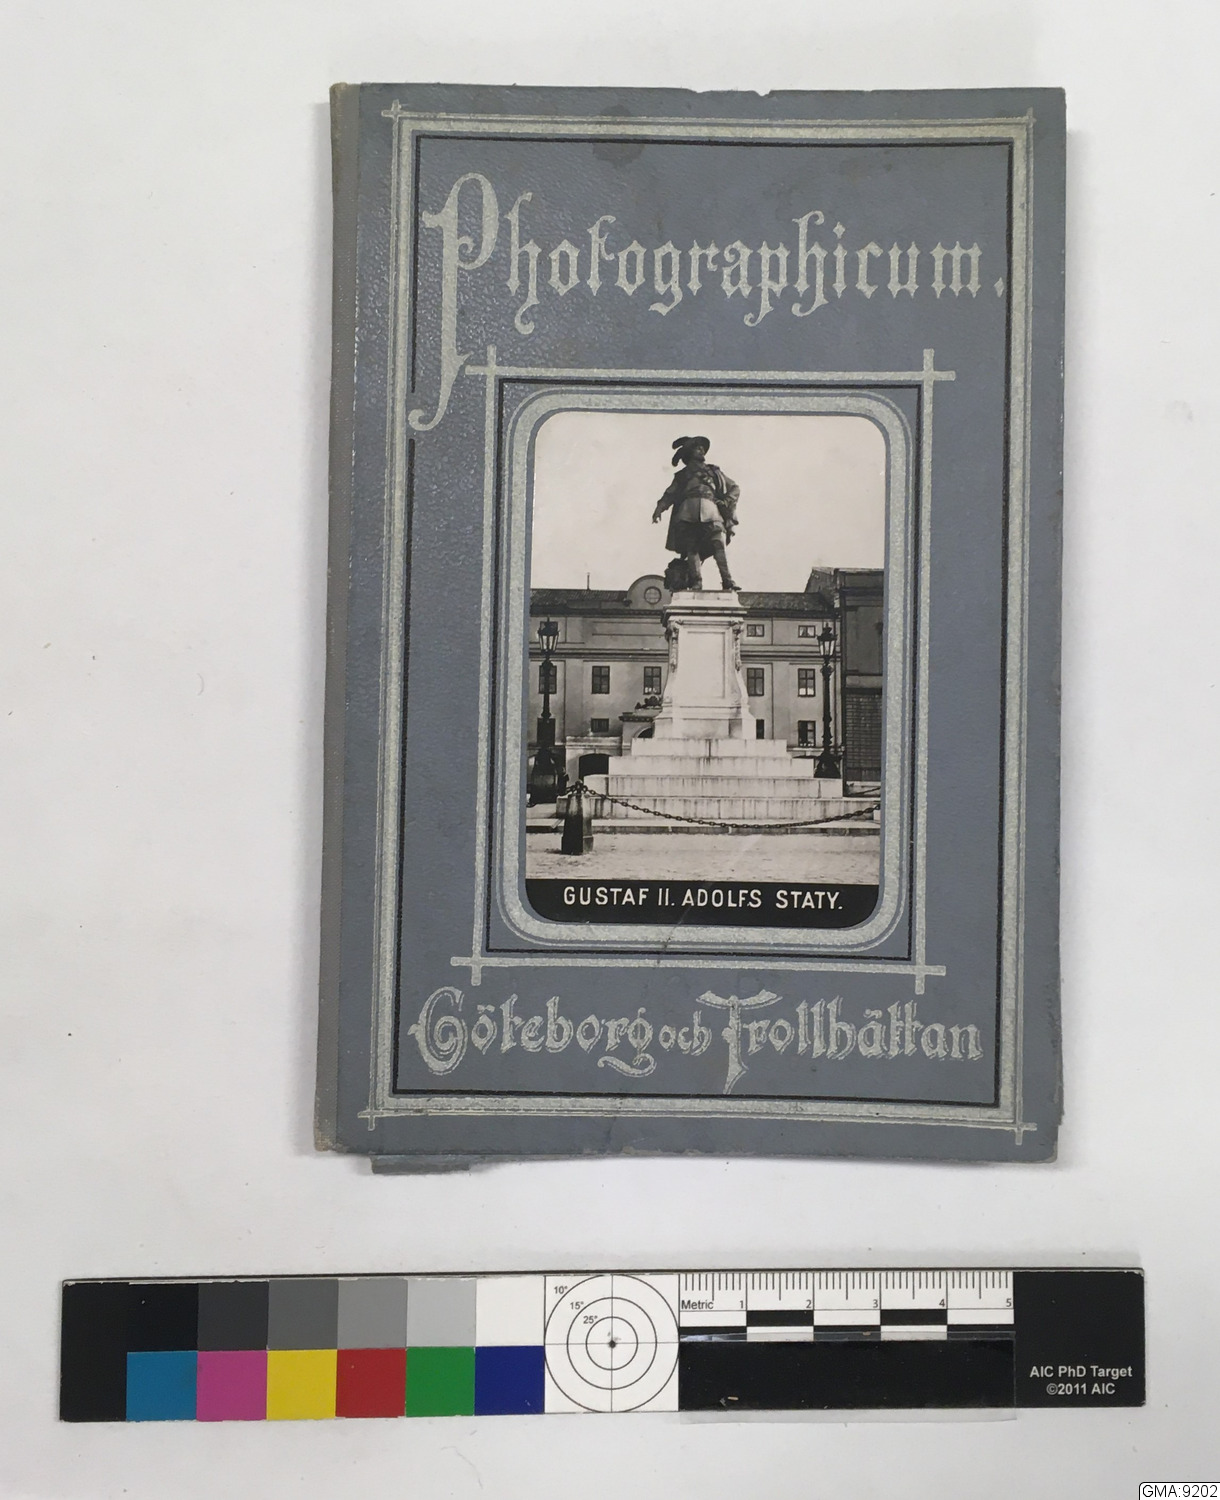 Photographicum.
GUSTAF II. ADOLFS STATY.
Göteborg och Trollhättan
10°
15°
25°
Metric 1 2 3 4 5
AIC PhD Target
©2011 AIC
GMA:9202